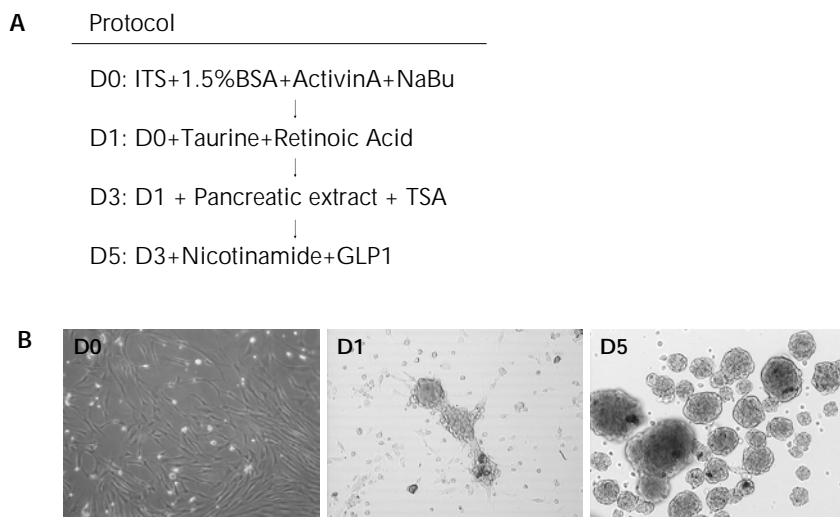 A
Protocol
D0: ITS+1.5%BSA+ActivinA+NaBu
D1: D0+Taurine+Retinoic Acid
D3: D1 + Pancreatic extract + TSA
D5: D3+Nicotinamide+GLP1
B
D0 D1 D5